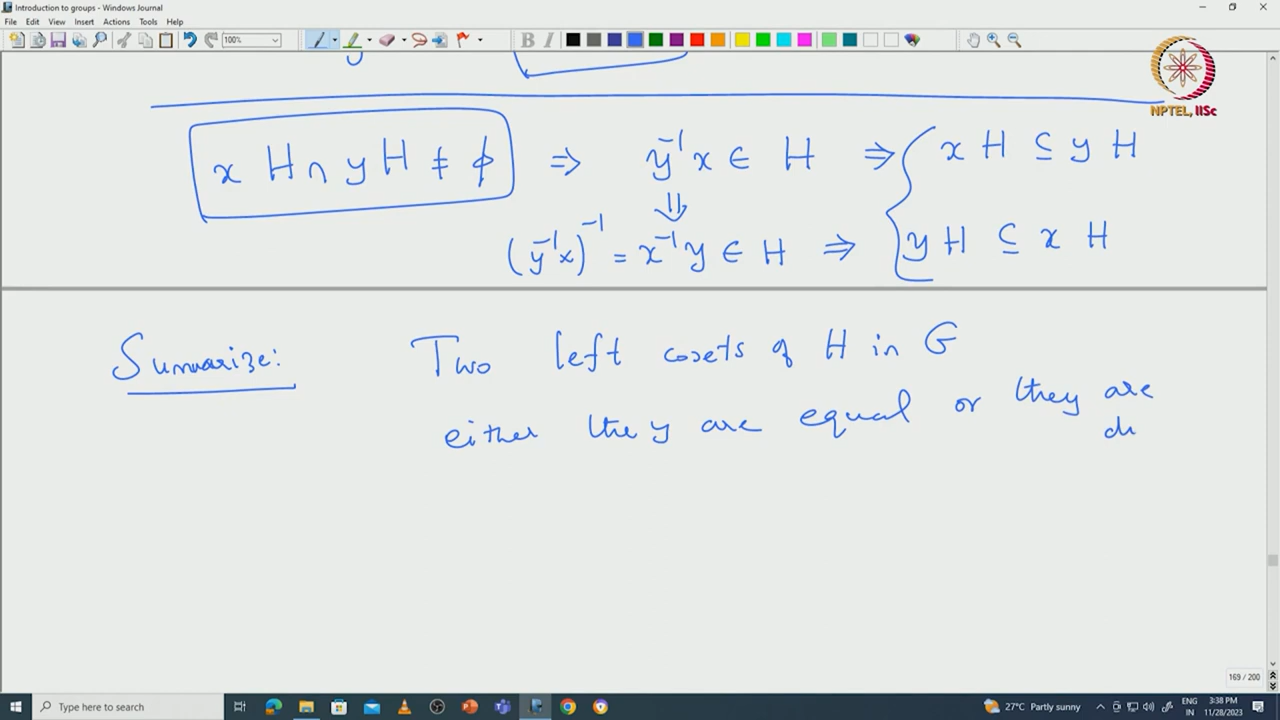 Introduction to groups - Windows Journal
File Edit View Insert Actions Tools Help
100%
NPTEL, IISc
x H ∩ y H ≠ ϕ ⇒ y⁻¹x ∈ H ⇒ { x H ⊆ y H
⇓
(y⁻¹x)⁻¹ = x⁻¹y ∈ H ⇒ y H ⊆ x H
Summarize: Two left cosets of H in G
either they are equal or they are
di
169 / 200
Type here to search
27°C Partly sunny
ENG
IN
3:38 PM
11/28/2023